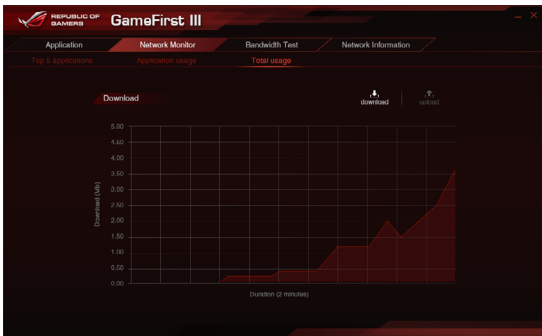 REPUBLIC OF
GAMERS
GameFirst III
Application
Network Monitor
Bandwidth Test
Network Information
Top 5 applications
Application usage
Total usage
Download
download
upload
5.00
4.50
4.00
3.50
3.00
2.50
2.00
1.50
1.00
0.50
0.00
Download (Mb)
Duration (2 minutes)